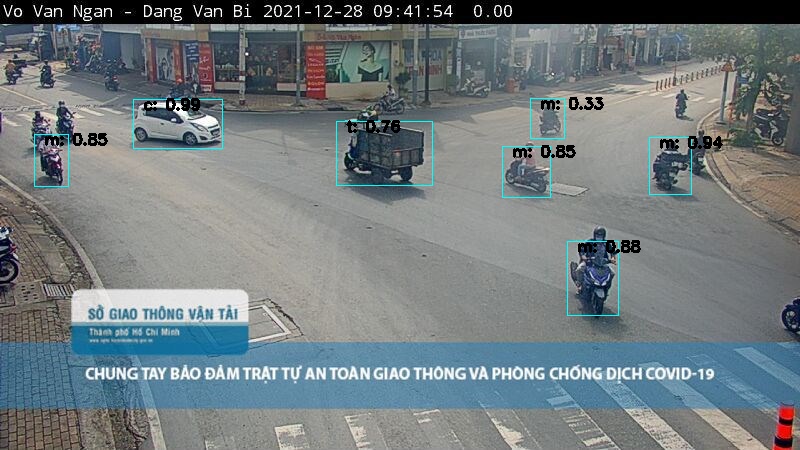 Vo Van Ngan - Dang Van Bi 2021-12-28 09:41:54 0.00
c: 0.99
m: 0.33
t: 0.76
m: 0.85
m: 0.85
m: 0.94
m: 0.88
SỞ GIAO THÔNG VẬN TẢI
Thành phố Hồ Chí Minh
CHUNG TAY BẢO ĐẢM TRẬT TỰ AN TOÀN GIAO THÔNG VÀ PHÒNG CHỐNG DỊCH COVID-19